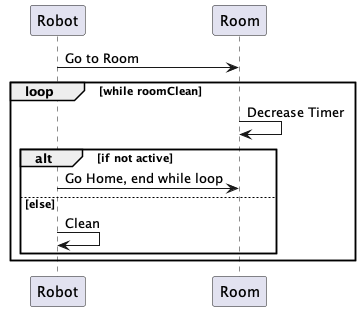 Robot Room
Go to Room
loop [while roomClean]
Decrease Timer
alt [if not active]
Go Home, end while loop
[else]
Clean
Robot Room